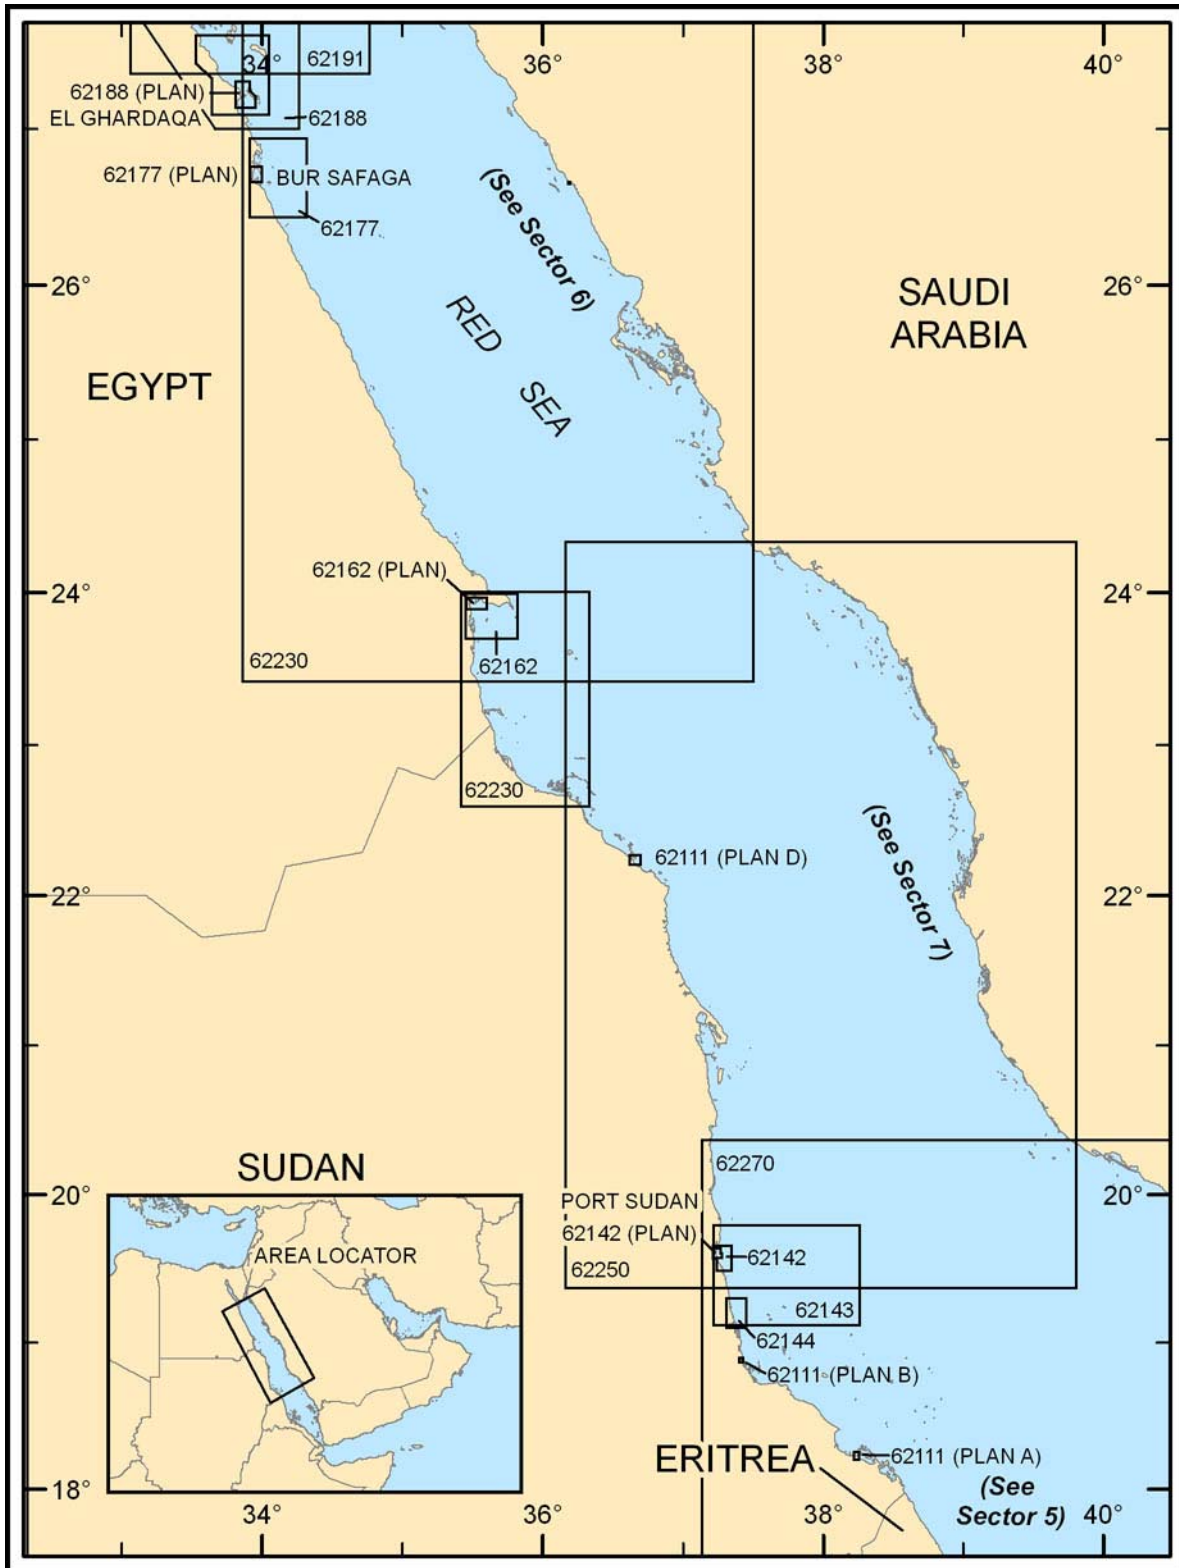 34°
36°
38°
40°
62191
62188 (PLAN)
EL GHARDAQA
62188
62177 (PLAN)
BUR SAFAGA
62177
(See Sector 6)
26°
26°
SAUDI
ARABIA
RED
SEA
EGYPT
62162 (PLAN)
24°
24°
62230
62162
62230
(See Sector 7)
62111 (PLAN D)
22°
22°
62270
SUDAN
20°
20°
PORT SUDAN
62142 (PLAN)
62142
AREA LOCATOR
62250
62143
62144
62111 (PLAN B)
ERITREA
62111 (PLAN A)
(See
Sector 5)
18°
34°
36°
38°
40°